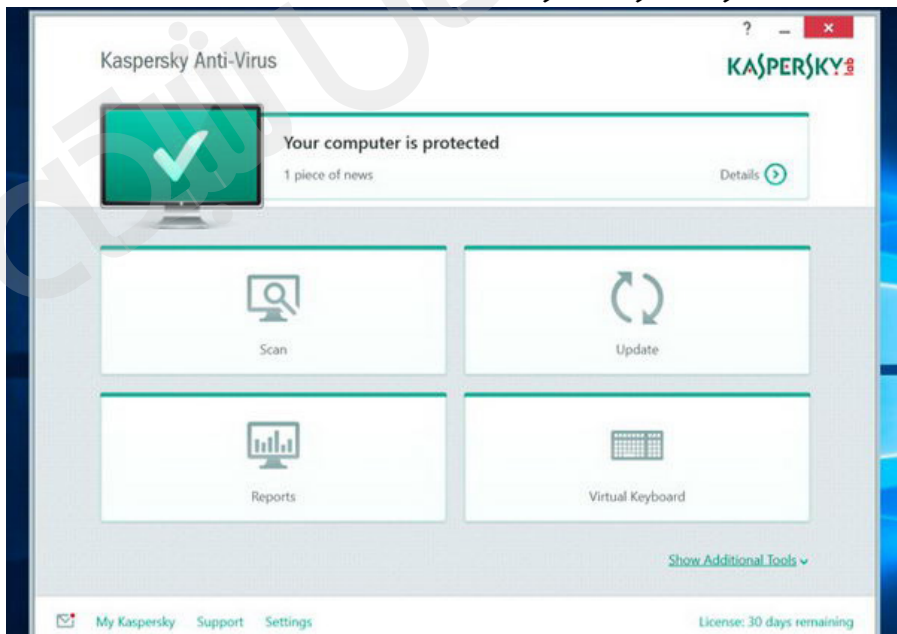 ? _ x
Kaspersky Anti-Virus
KASPERSKY lab
Your computer is protected
1 piece of news
Details
Scan
Update
Reports
Virtual Keyboard
Show Additional Tools
My Kaspersky Support Settings
License: 30 days remaining